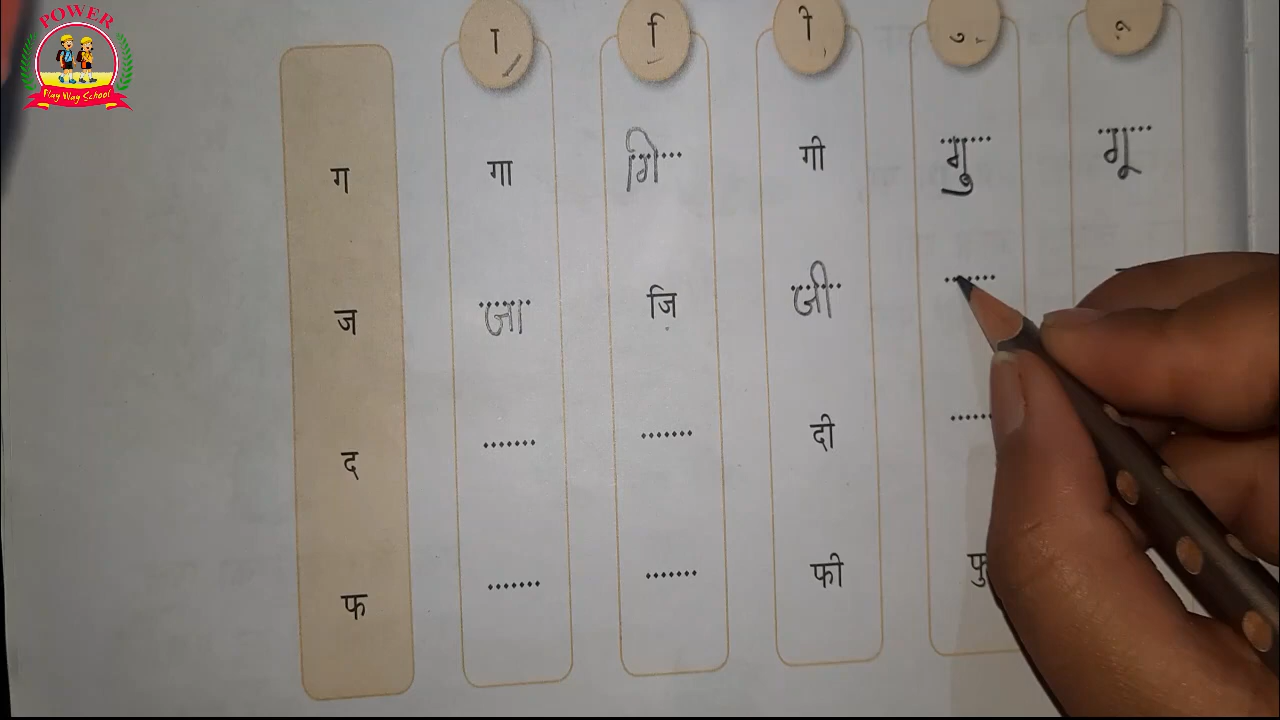 POWER
Play Way School
ा ि ी ु ू
ग गा गि गी गु गू
ज जा जि जी
द दी
फ फी फु